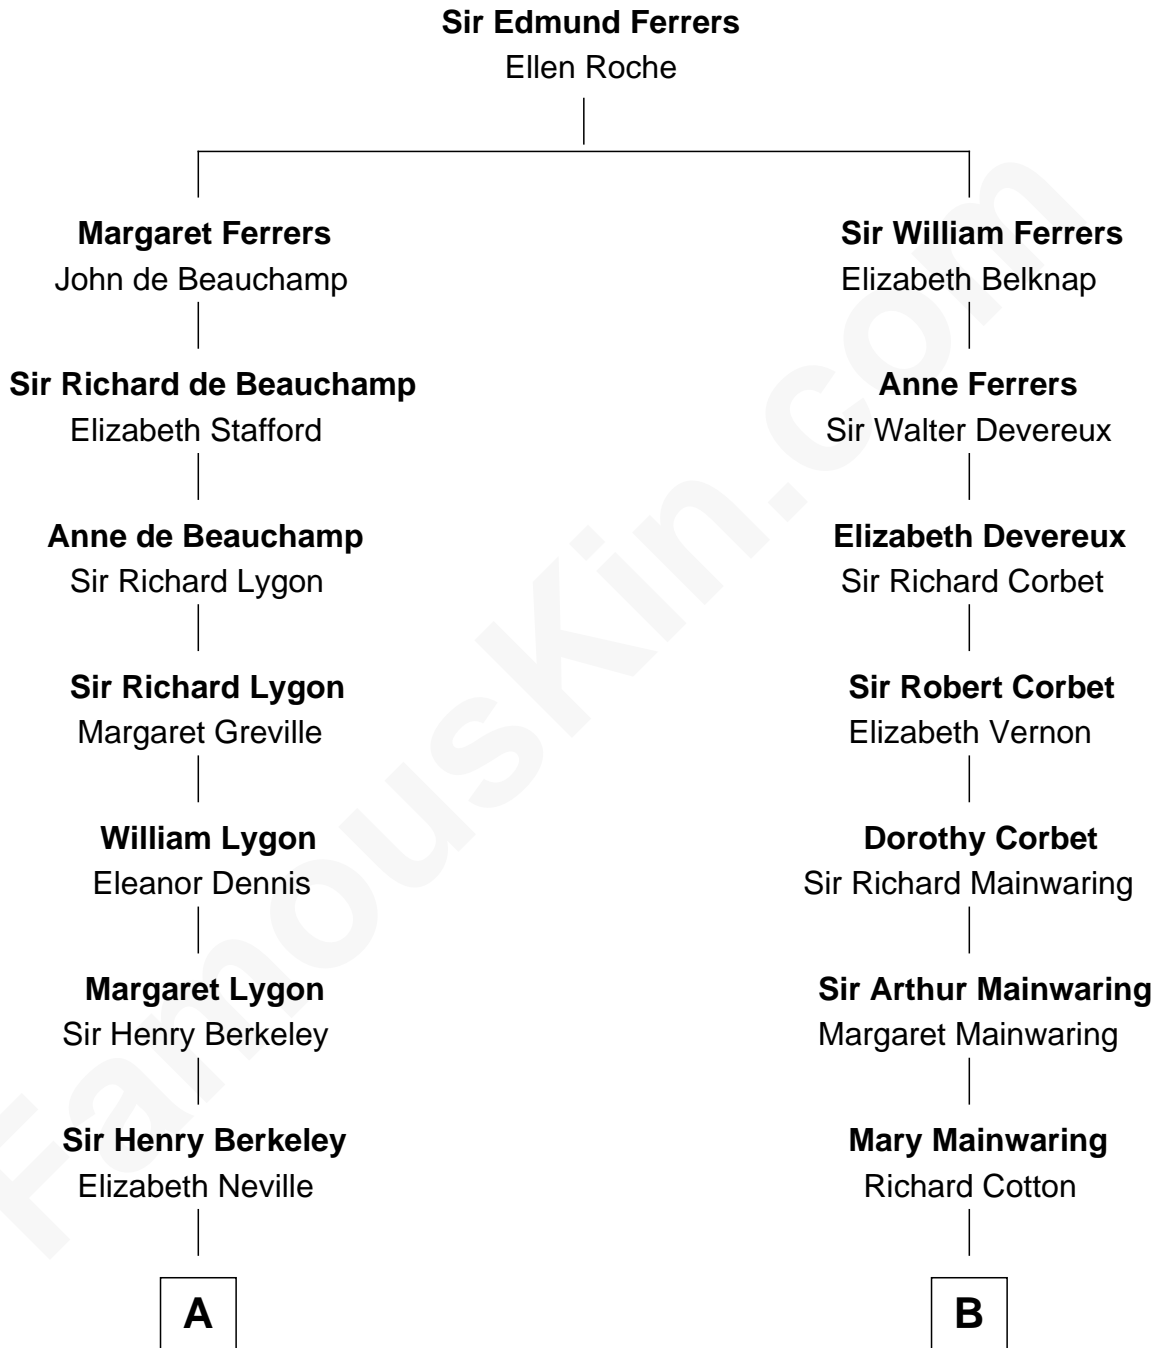 Sir Edmund Ferrers
Ellen Roche
Margaret Ferrers
John de Beauchamp
Sir Richard de Beauchamp
Elizabeth Stafford
Anne de Beauchamp
Sir Richard Lygon
Sir Richard Lygon
Margaret Greville
William Lygon
Eleanor Dennis
Margaret Lygon
Sir Henry Berkeley
Sir Henry Berkeley
Elizabeth Neville
A
Sir William Ferrers
Elizabeth Belknap
Anne Ferrers
Sir Walter Devereux
Elizabeth Devereux
Sir Richard Corbet
Sir Robert Corbet
Elizabeth Vernon
Dorothy Corbet
Sir Richard Mainwaring
Sir Arthur Mainwaring
Margaret Mainwaring
Mary Mainwaring
Richard Cotton
B
FamousKin.com